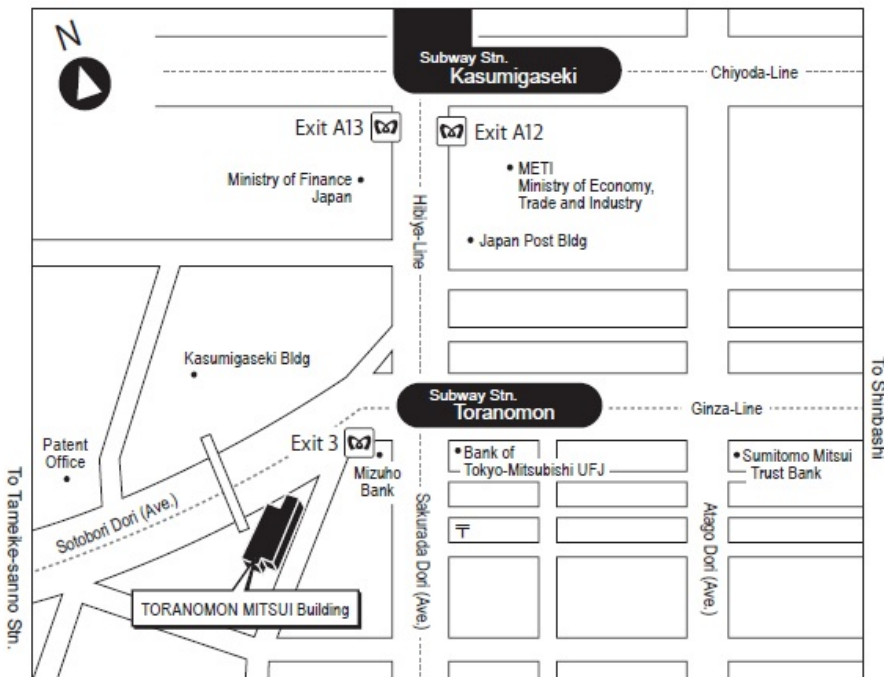 N
Subway Stn.
Kasumigaseki
Chiyoda-Line
Exit A13
Exit A12
Ministry of Finance
Japan
METI
Ministry of Economy,
Trade and Industry
Japan Post Bldg
Hibiya-Line
Kasumigaseki Bldg
Subway Stn.
Toranomon
Ginza-Line
To Shinbashi
Exit 3
Patent
Office
Mizuho
Bank
Bank of
Tokyo-Mitsubishi UFJ
Sumitomo Mitsui
Trust Bank
To Tameike-sanno Stn.
Sotobori Dori (Ave.)
Sakurada Dori (Ave.)
Atago Dori (Ave.)
〒
TORANOMON MITSUI Building